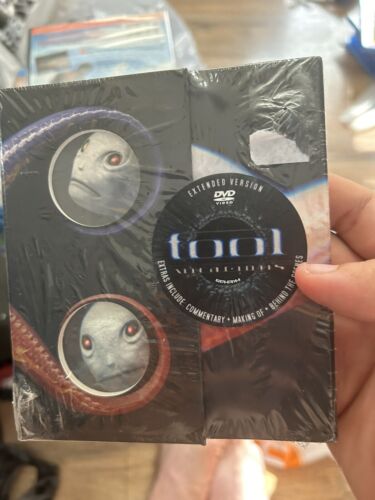 EXTENDED VERSION
DVD
VIDEO
tool
EXTRAS INCLUDE COMMENTARY • MAKING OF • BEHIND THE SCENES